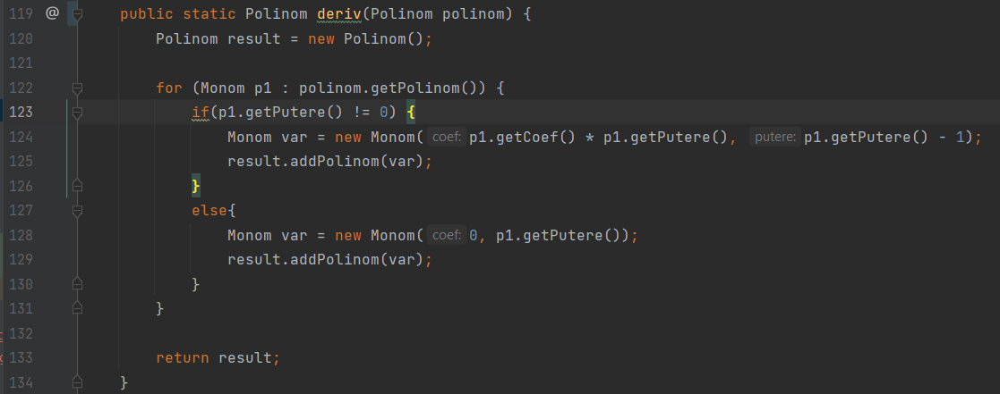 119 @ public static Polinom deriv(Polinom polinom) {
120 Polinom result = new Polinom();
121
122 for (Monom p1 : polinom.getPolinom()) {
123 if(p1.getPutere() != 0) {
124 Monom var = new Monom( coef: p1.getCoef() * p1.getPutere(), putere: p1.getPutere() - 1);
125 result.addPolinom(var);
126 }
127 else{
128 Monom var = new Monom( coef: 0, p1.getPutere());
129 result.addPolinom(var);
130 }
131 }
132
133 return result;
134 }